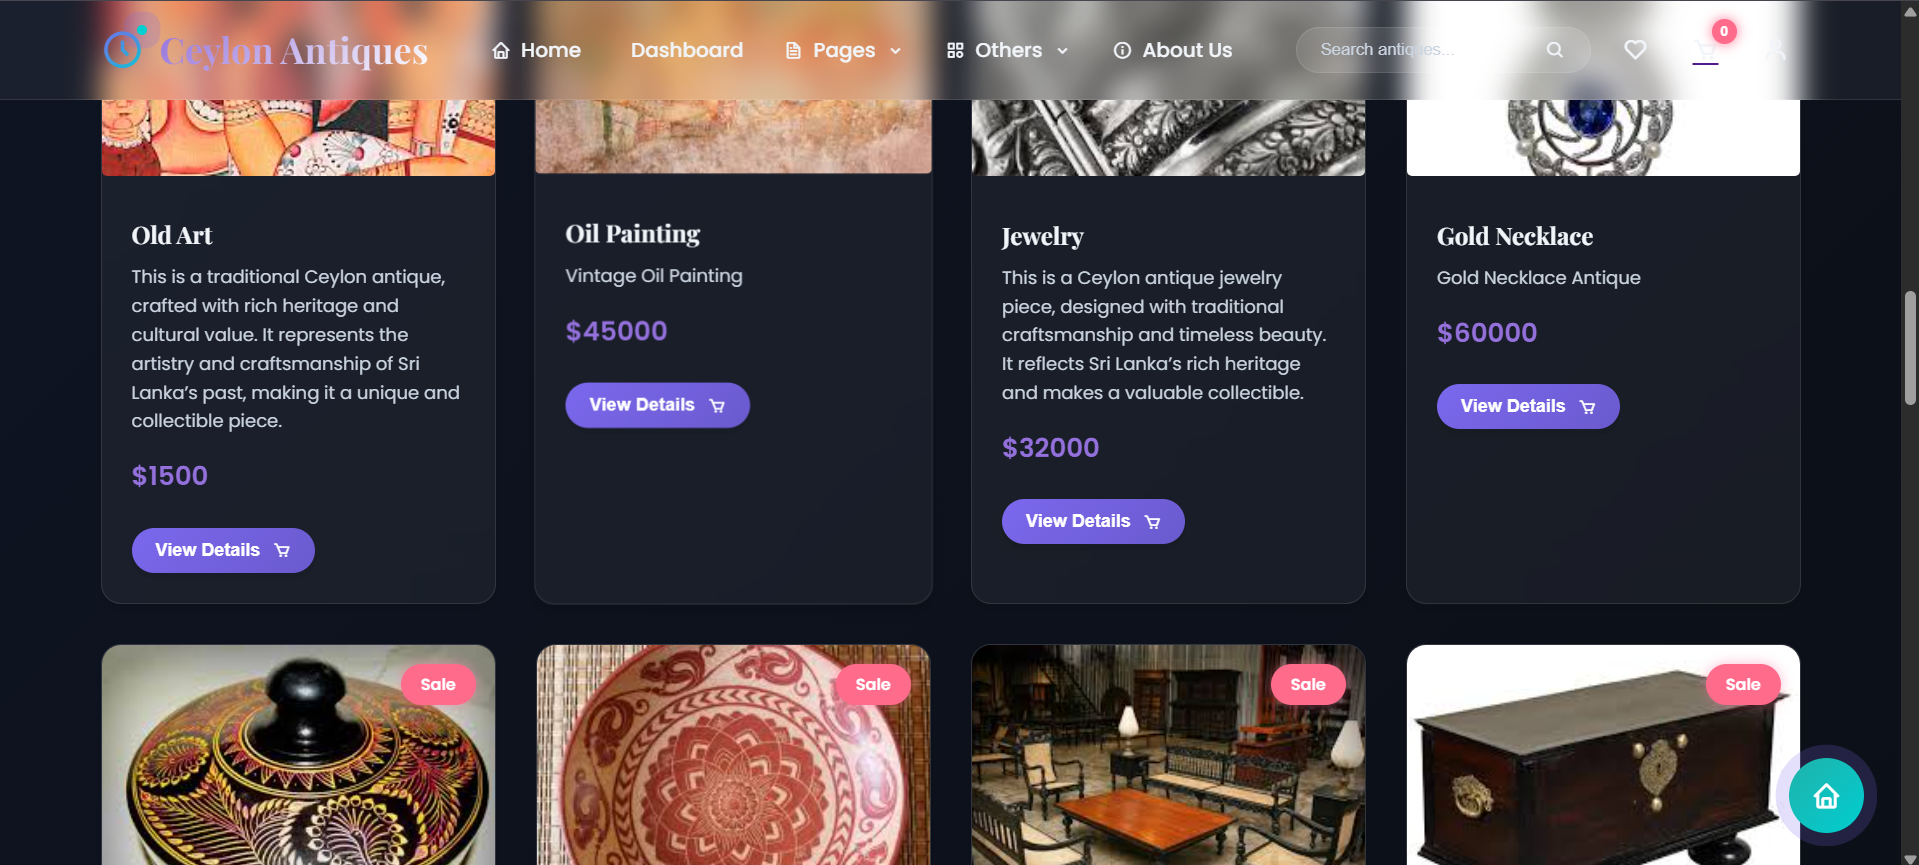 Ceylon Antiques
Home
Dashboard
Pages
Others
About Us
Search antiques...
0
Old Art
This is a traditional Ceylon antique,
crafted with rich heritage and
cultural value. It represents the
artistry and craftsmanship of Sri
Lanka’s past, making it a unique and
collectible piece.
$1500
View Details
Oil Painting
Vintage Oil Painting
$45000
View Details
Jewelry
This is a Ceylon antique jewelry
piece, designed with traditional
craftsmanship and timeless beauty.
It reflects Sri Lanka’s rich heritage
and makes a valuable collectible.
$32000
View Details
Gold Necklace
Gold Necklace Antique
$60000
View Details
Sale
Sale
Sale
Sale